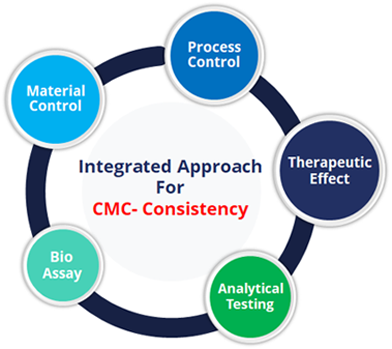 Process
Control
Material
Control
Therapeutic
Effect
Integrated Approach
For
CMC- Consistency
Bio
Assay
Analytical
Testing